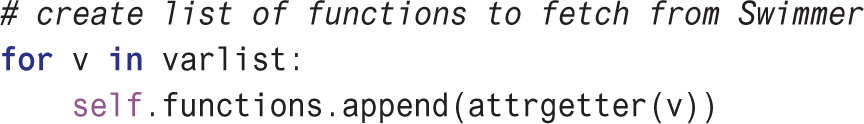 # create list of functions to fetch from Swimmer
for v in varlist:
    self.functions.append(attrgetter(v))